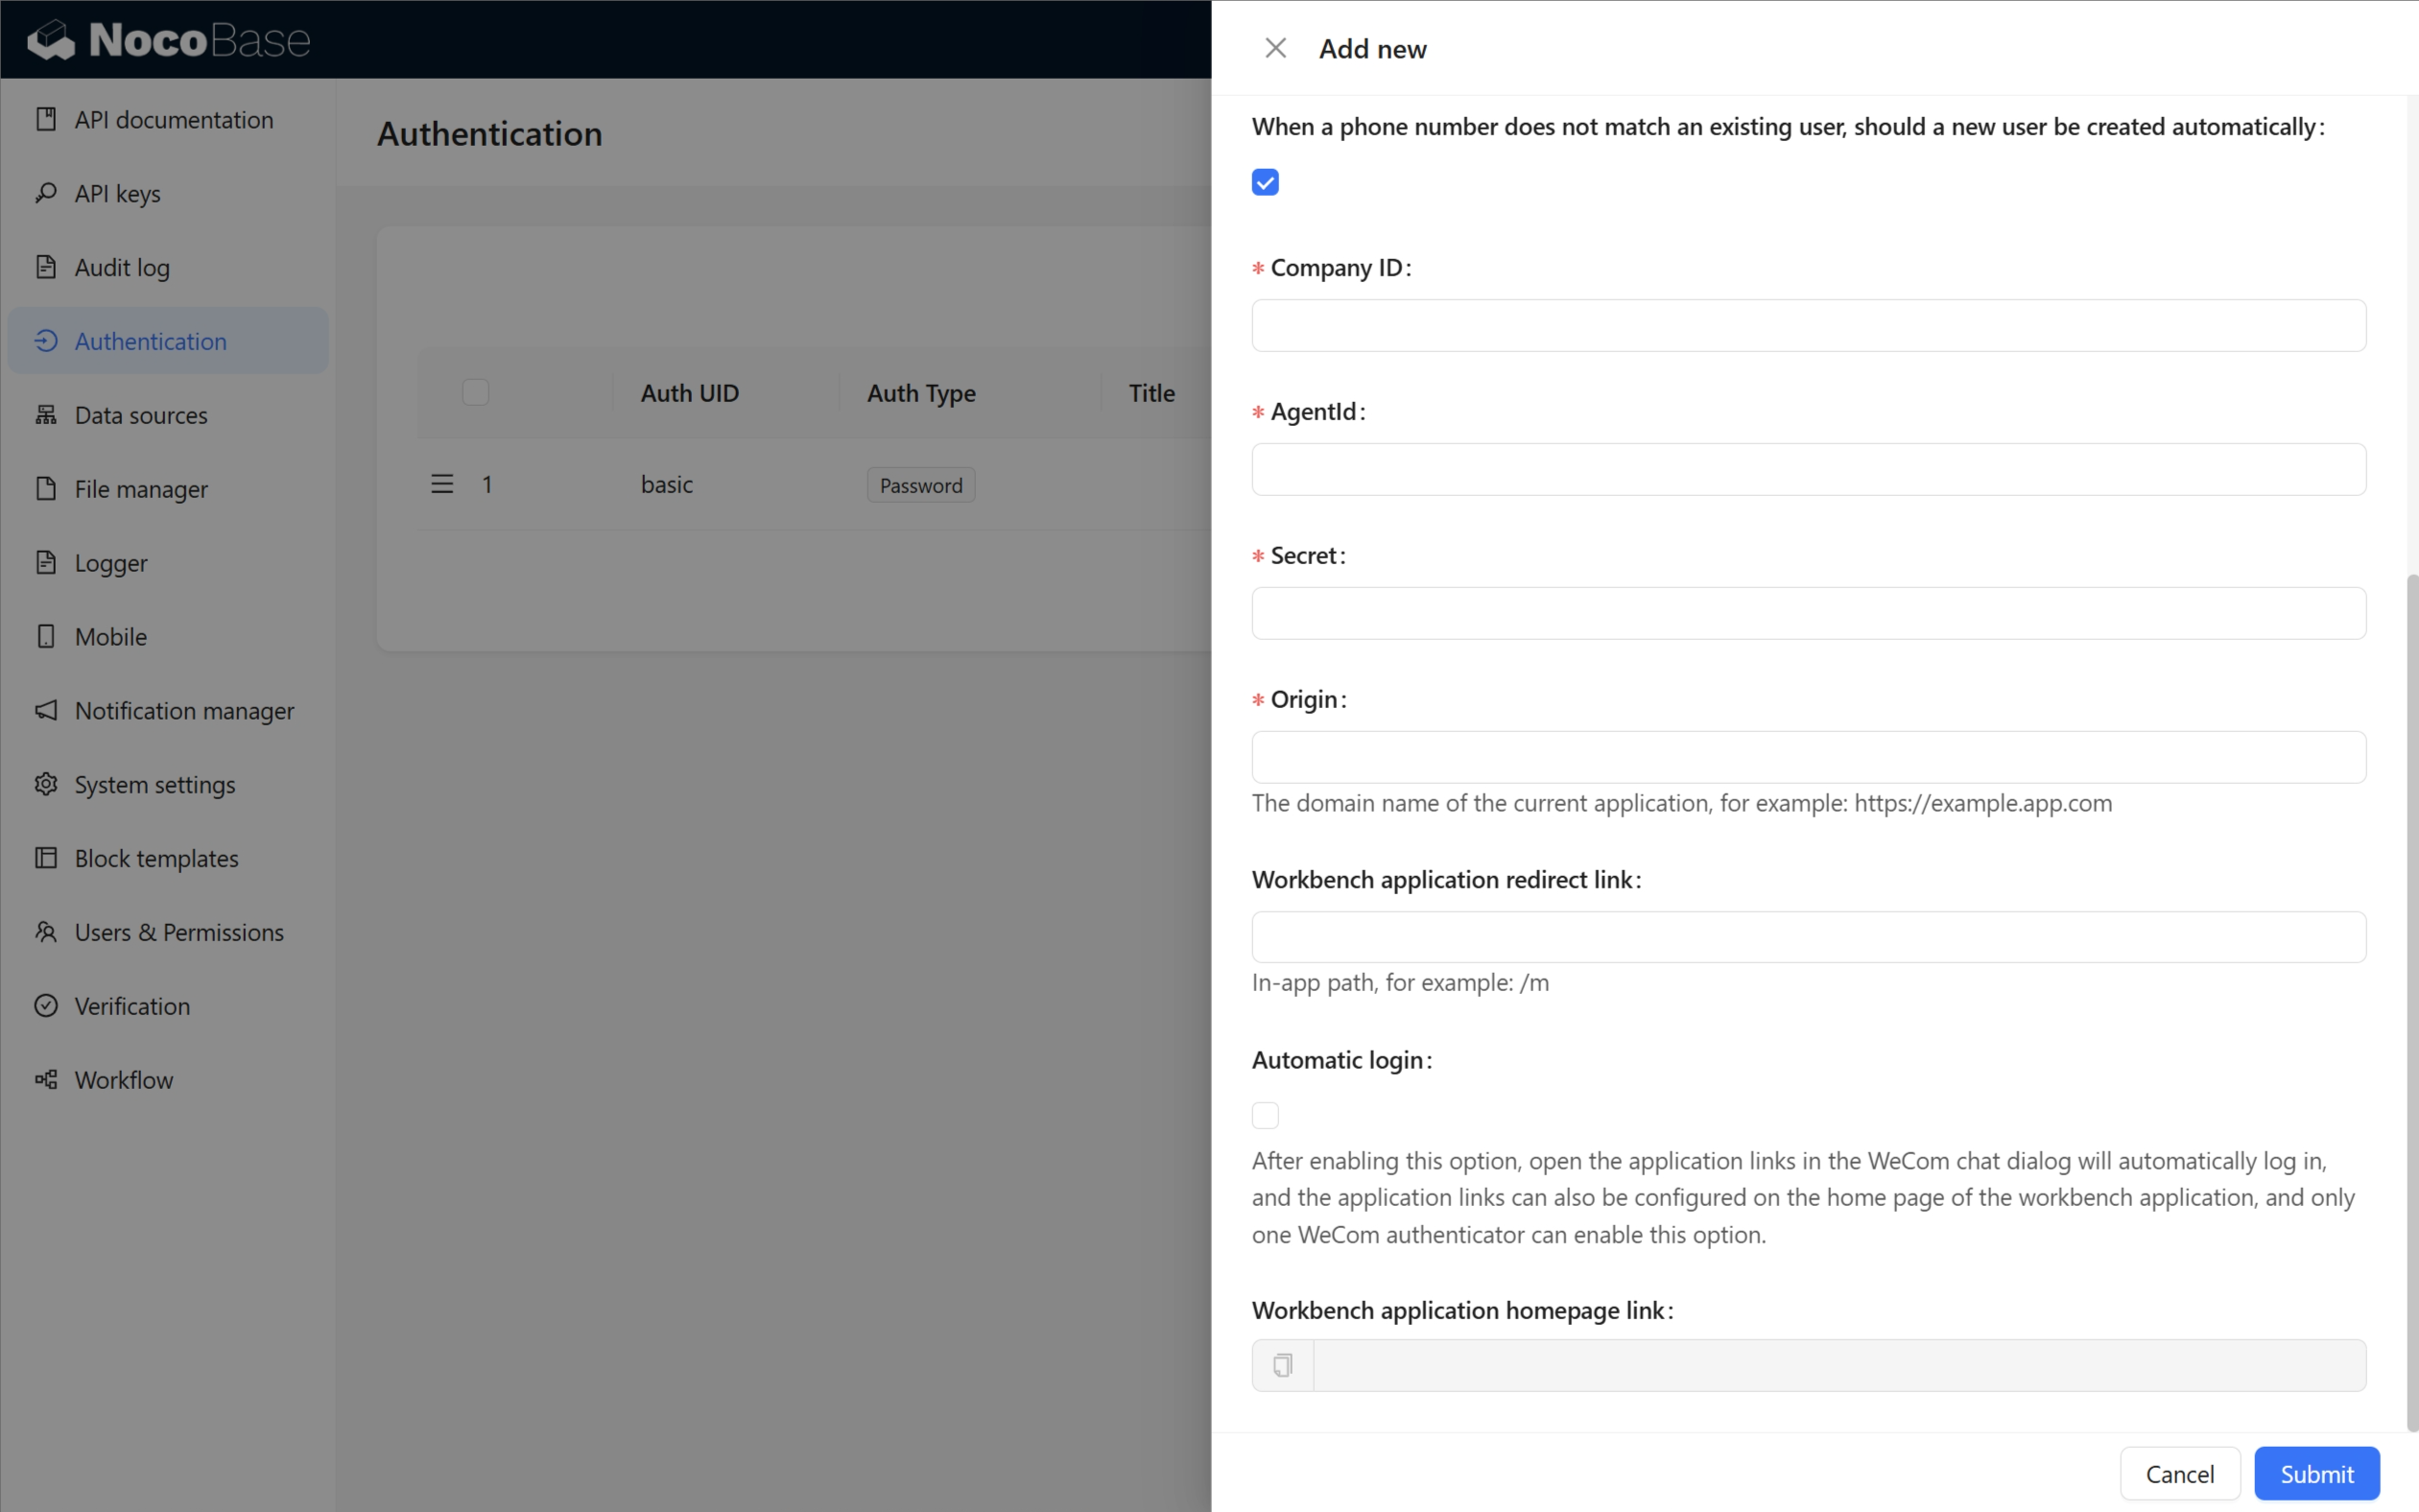 NocoBase
API documentation
API keys
Audit log
Authentication
Data sources
File manager
Logger
Mobile
Notification manager
System settings
Block templates
Users & Permissions
Verification
Workflow
Authentication
Auth UID
Auth Type
Title
1
basic
Password
Add new
When a phone number does not match an existing user, should a new user be created automatically:
* Company ID:
* AgentId:
* Secret:
* Origin:
The domain name of the current application, for example: https://example.app.com
Workbench application redirect link:
In-app path, for example: /m
Automatic login:
After enabling this option, open the application links in the WeCom chat dialog will automatically log in,
and the application links can also be configured on the home page of the workbench application, and only
one WeCom authenticator can enable this option.
Workbench application homepage link:
Cancel
Submit